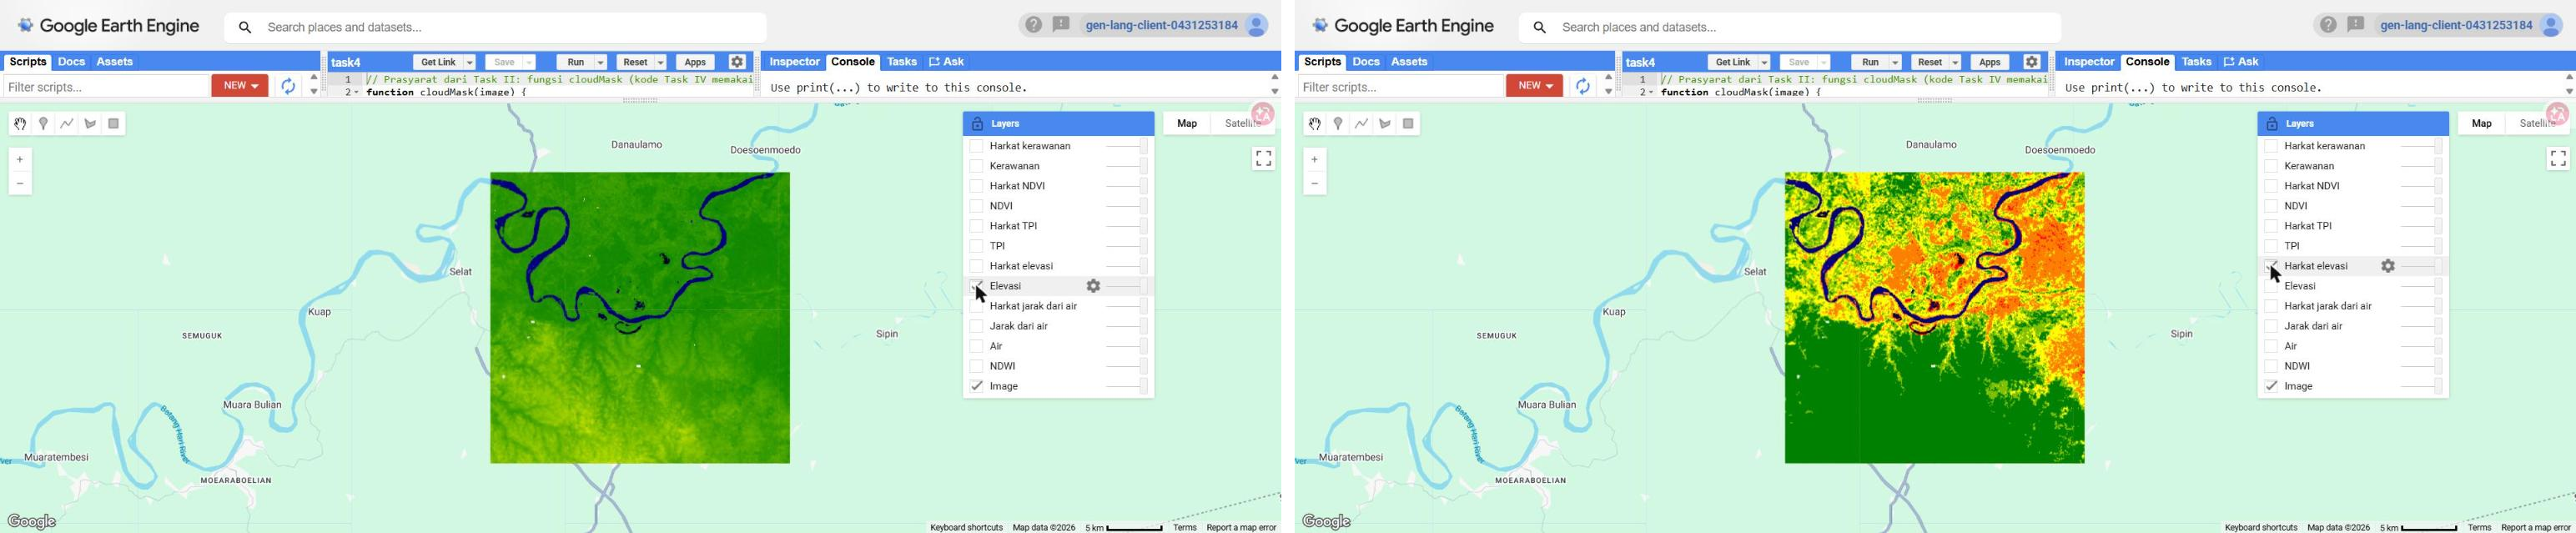 Google Earth Engine
Search places and datasets...
gen-lang-client-0431253184
Scripts Docs Assets
task4
Get Link Save Run Reset Apps
Inspector Console Tasks Ask
Filter scripts...
NEW
1 // Prasyarat dari Task II: fungsi cloudMask (kode Task IV memakai
2 function cloudMask(image) {
Use print(...) to write to this console.
Layers
Map Satellite
Harkat kerawanan
Kerawanan
Harkat NDVI
NDVI
Harkat TPI
TPI
Harkat elevasi
Elevasi
Harkat jarak dari air
Jarak dari air
Air
NDWI
Image
Danaulamo
Doesoenmoedo
Selat
Kuap
SEMUGUK
Sipin
Muara Bulian
Batang Hari River
Muaratembesi
MOEARABOELIAN
Google
Keyboard shortcuts Map data ©2026 5 km Terms Report a map error
Google Earth Engine
Search places and datasets...
gen-lang-client-0431253184
Scripts Docs Assets
task4
Get Link Save Run Reset Apps
Inspector Console Tasks Ask
Filter scripts...
NEW
1 // Prasyarat dari Task II: fungsi cloudMask (kode Task IV memakai
2 function cloudMask(image) {
Use print(...) to write to this console.
Layers
Map Satellite
Harkat kerawanan
Kerawanan
Harkat NDVI
NDVI
Harkat TPI
TPI
Harkat elevasi
Elevasi
Harkat jarak dari air
Jarak dari air
Air
NDWI
Image
Danaulamo
Doesoenmoedo
Selat
Kuap
SEMUGUK
Sipin
Muara Bulian
Batang Hari River
Muaratembesi
MOEARABOELIAN
Google
Keyboard shortcuts Map data ©2026 5 km Terms Report a map error